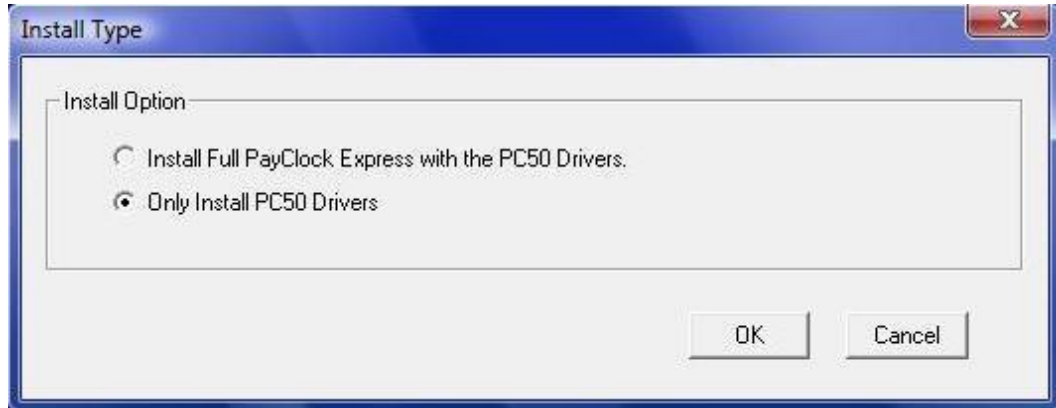 Install Type
Install Option
Install Full PayClock Express with the PC50 Drivers.
Only Install PC50 Drivers
OK Cancel